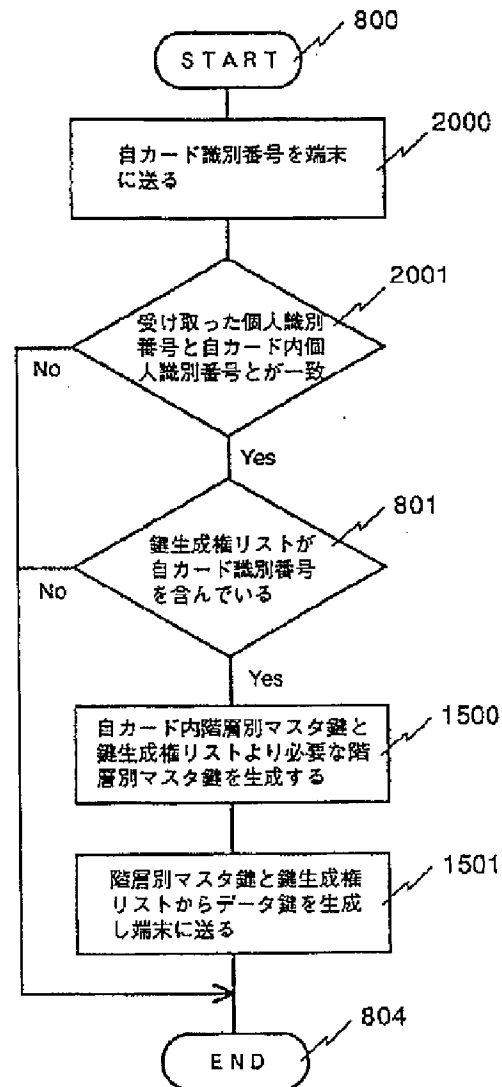 START
800
自カード識別番号を端末
に送る
2000
受け取った個人識別
番号と自カード内個
人識別番号とが一致
2001
No
Yes
鍵生成権リストが
自カード識別番号
を含んでいる
801
No
Yes
自カード内階層別マスタ鍵と
鍵生成権リストより必要な階
層別マスタ鍵を生成する
1500
階層別マスタ鍵と鍵生成権
リストからデータ鍵を生成
し端末に送る
1501
END
804